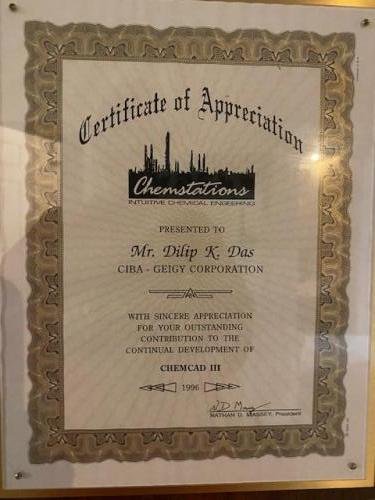 Certificate of Appreciation
Chemstations
INTUITIVE CHEMICAL ENGEERING
PRESENTED TO
Mr. Dilip K. Das
CIBA - GEIGY CORPORATION
WITH SINCERE APPRECIATION
FOR YOUR OUTSTANDING
CONTRIBUTION TO THE
CONTINUAL DEVELOPMENT OF
CHEMCAD III
1996
NATHAN D. MASSEY, President